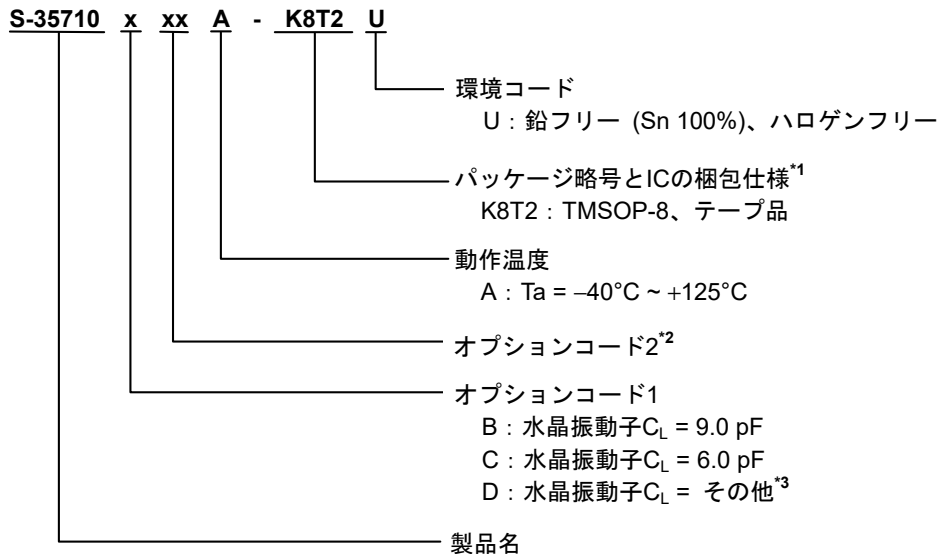 S-35710 x xx A - K8T2 U
環境コード
U：鉛フリー (Sn 100%)、ハロゲンフリー
パッケージ略号とICの梱包仕様*1
K8T2：TMSOP-8、テープ品
動作温度
A：Ta = −40°C ~ +125°C
オプションコード2*2
オプションコード1
B：水晶振動子CL = 9.0 pF
C：水晶振動子CL = 6.0 pF
D：水晶振動子CL = その他*3
製品名